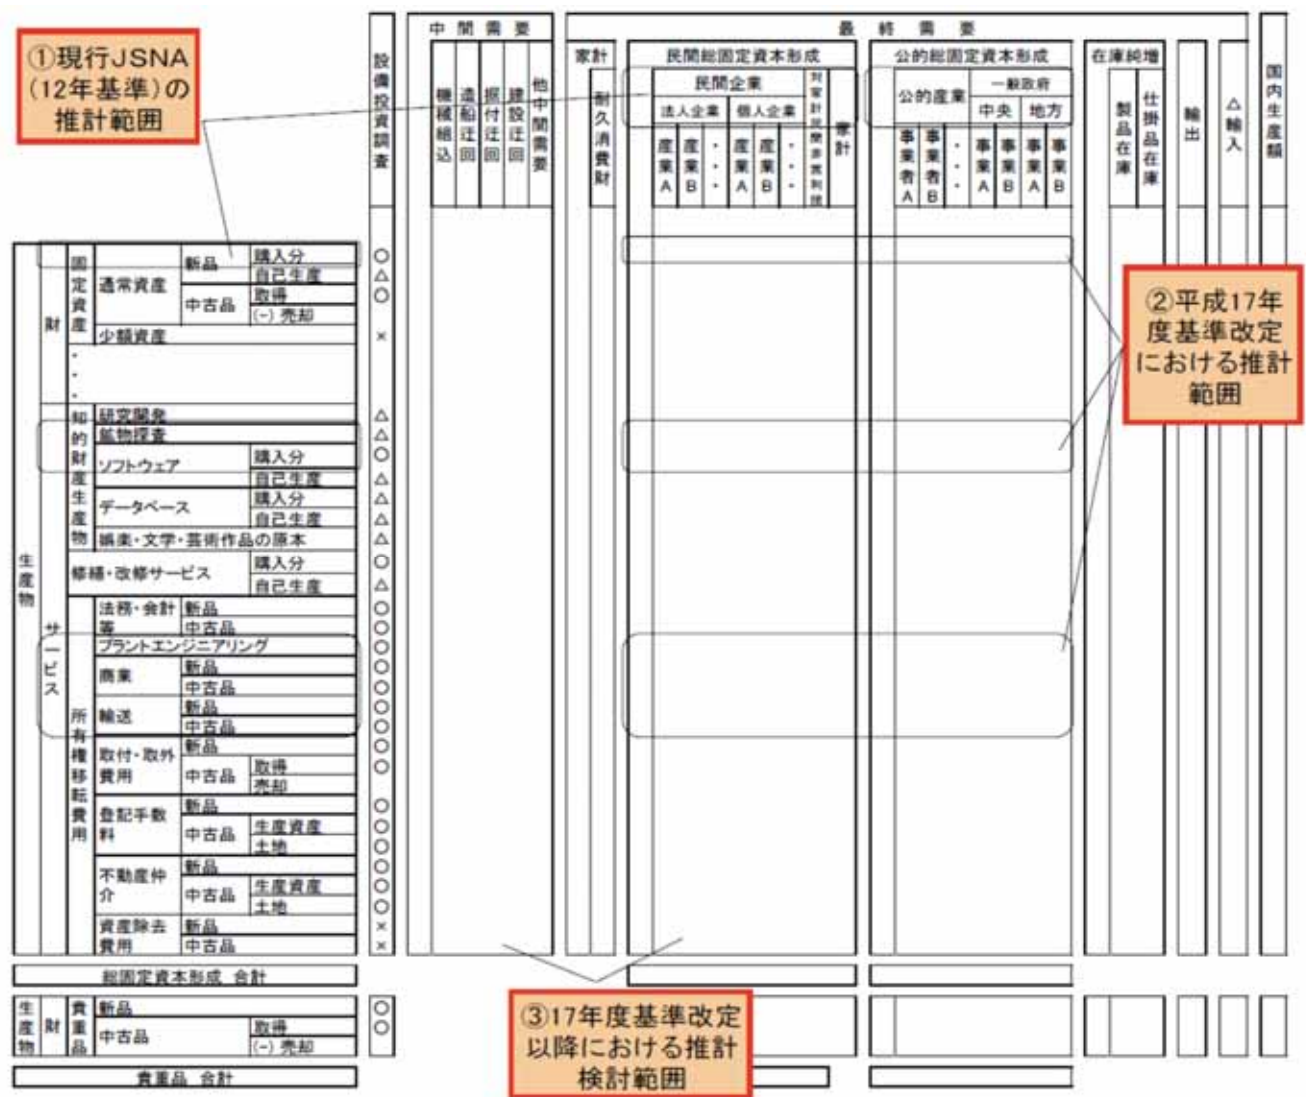 ①現行JSNA
(12年基準)の
推計範囲
設備投資調査
中間需要
機械組込
造船迂回
据付迂回
建設迂回
他中間需要
最終需要
家計
耐久消費財
民間総固定資本形成
民間企業
法人企業 個人企業
産業A
産業B
・・・
産業A
産業B
・・・
家計
公的総固定資本形成
公的産業
一般政府
中央 地方
事業者A
事業者B
・・・
事業A
事業B
事業A
事業B
在庫純増
製品在庫
仕掛品在庫
輸出
△輸入
国内生産額
②平成17年
度基準改定
における推計
範囲
生産物
財
固定資産
通常資産 新品 購入分 ○
自己生産 △
中古品 取得 ○
(-)売却
少額資産 ×
・
・
・
サービス
知的財産生産物
研究開発 △
鉱物探査 △
ソフトウェア 購入分 ○
自己生産 △
データベース 購入分 △
自己生産 △
娯楽・文学・芸術作品の原本 △
修繕・改修サービス 購入分 ○
自己生産 △
所有権移転費用
法務・会計等 新品 ○
中古品 ○
プラントエンジニアリング ○
商業 新品 ○
中古品 ○
輸送 新品 ○
中古品 ○
取付・取外費用 新品 ○
中古品 取得 ○
売却
登記手数料 新品 ○
中古品 生産資産 ○
土地 ○
不動産仲介 新品 ○
中古品 生産資産 ○
土地 ○
資産除去費用 新品 ×
中古品 ×
総固定資本形成 合計
③17年度基準改定
以降における推計
検討範囲
生産物
財
貴重品
新品 ○
中古品 取得 ○
(-)売却
貴重品 合計